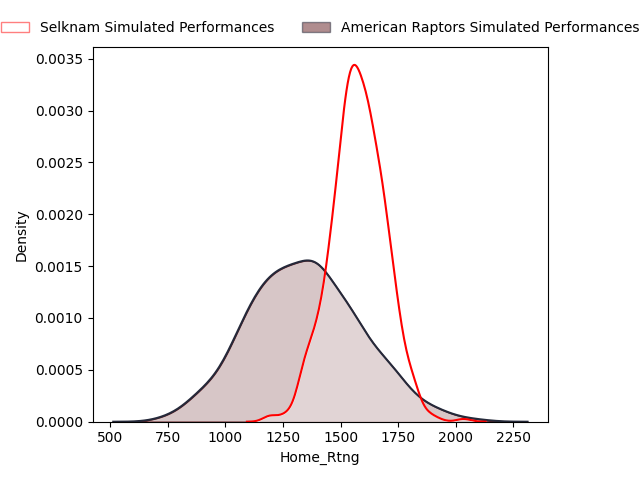 Selknam Simulated Performances American Raptors Simulated Performances
0.0035
0.0030
0.0025
0.0020
0.0015
0.0010
0.0005
0.0000
Density
500 750 1000 1250 1500 1750 2000 2250
Home_Rtng